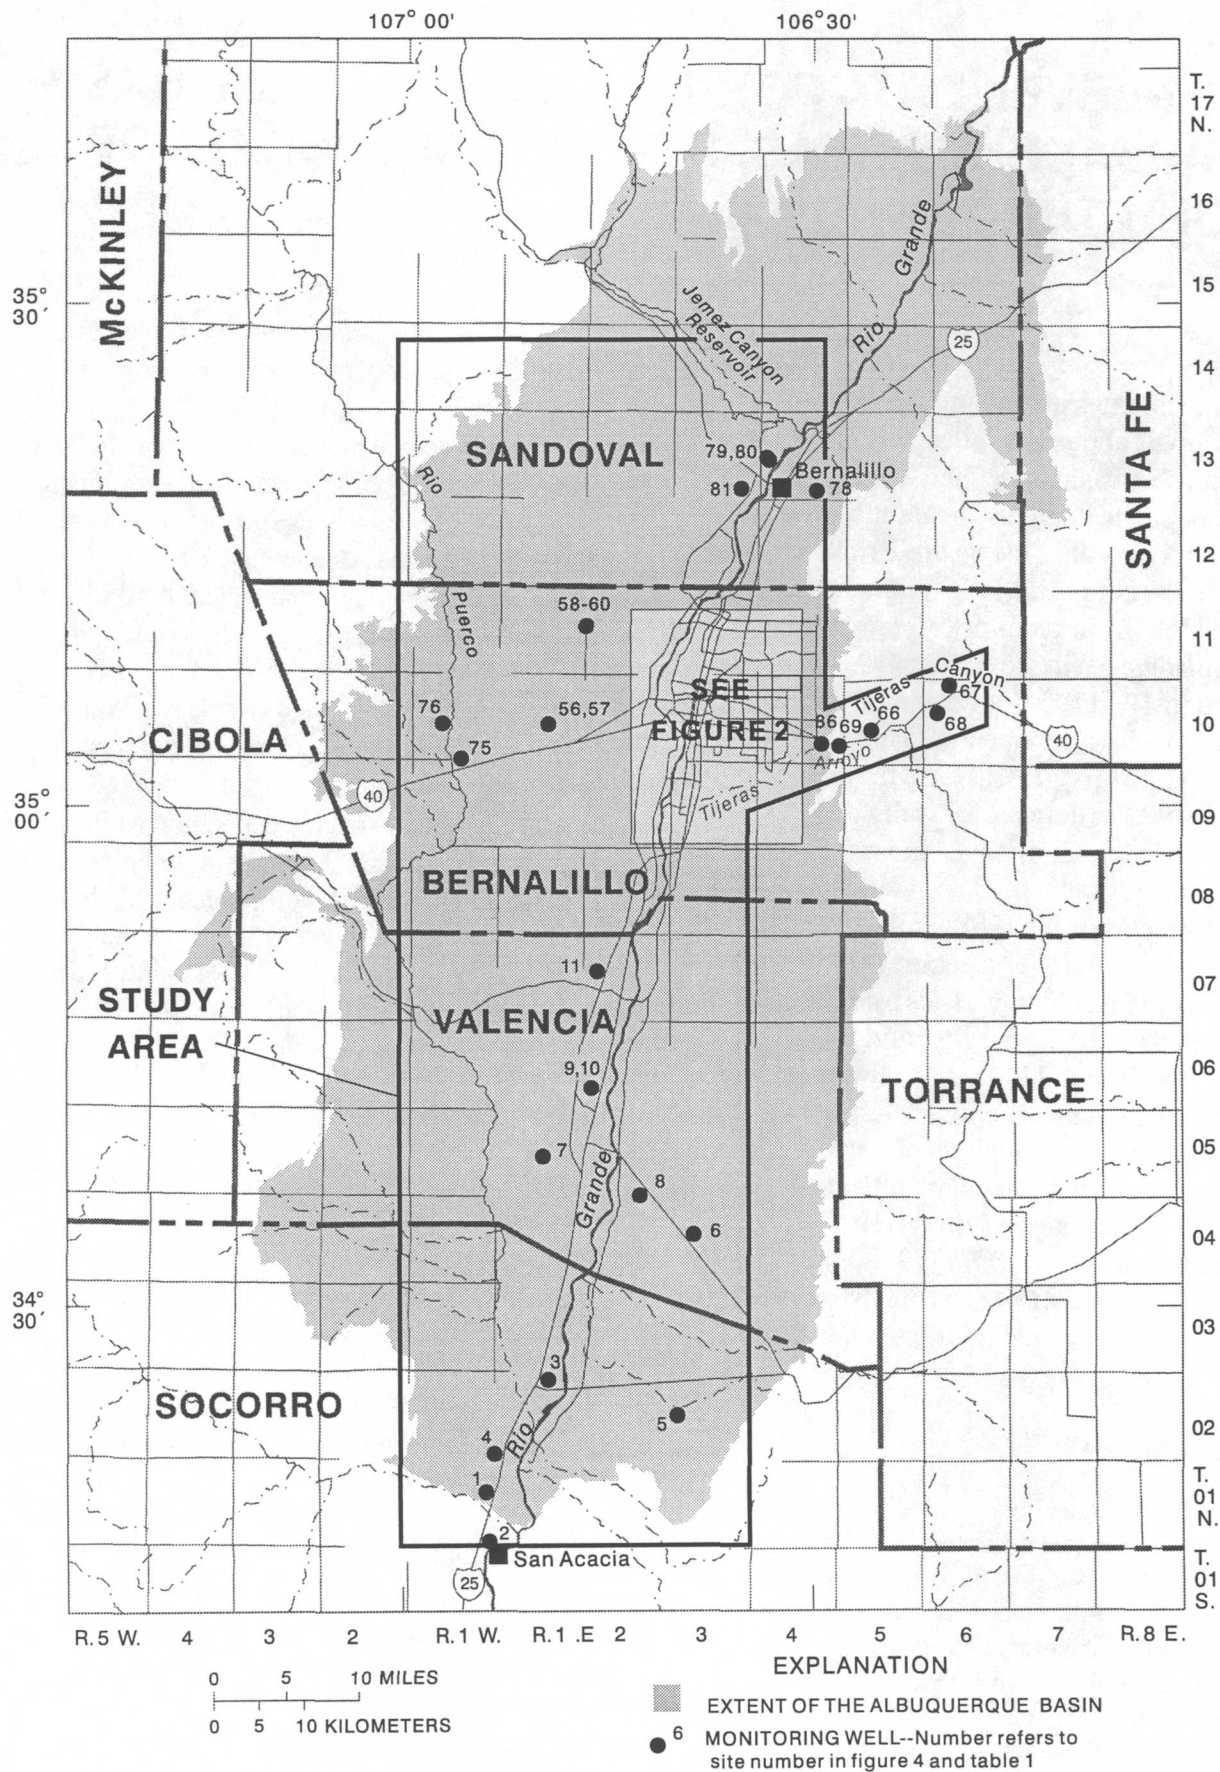 107° 00'
106° 30'
T.
17
N.
McKINLEY
16
Grande
15
35°
30′
Jemez Canyon
Reservoir
Rio
25
14
SANTA FE
SANDOVAL
79,80
13
Rio
Bernalillo
81
78
12
Puerco
58-60
11
Canyon
SEE
Tijeras
67
76
56,57
66
10
86
69
68
FIGURE 2
CIBOLA
75
40
Arroyo
40
35°
00′
Tijeras
09
BERNALILLO
08
11
07
STUDY
AREA
VALENCIA
9,10
06
TORRANCE
7
05
8
Grande
6
04
34°
30′
03
3
SOCORRO
5
02
4
Rio
1
T.
01
N.
2
San Acacia
T.
01
S.
25
R.5 W. 4 3 2 R.1 W. R.1 .E 2 3 4 5 6 7 R.8 E.
0 5 10 MILES
0 5 10 KILOMETERS
EXPLANATION
EXTENT OF THE ALBUQUERQUE BASIN
6 MONITORING WELL--Number refers to
site number in figure 4 and table 1